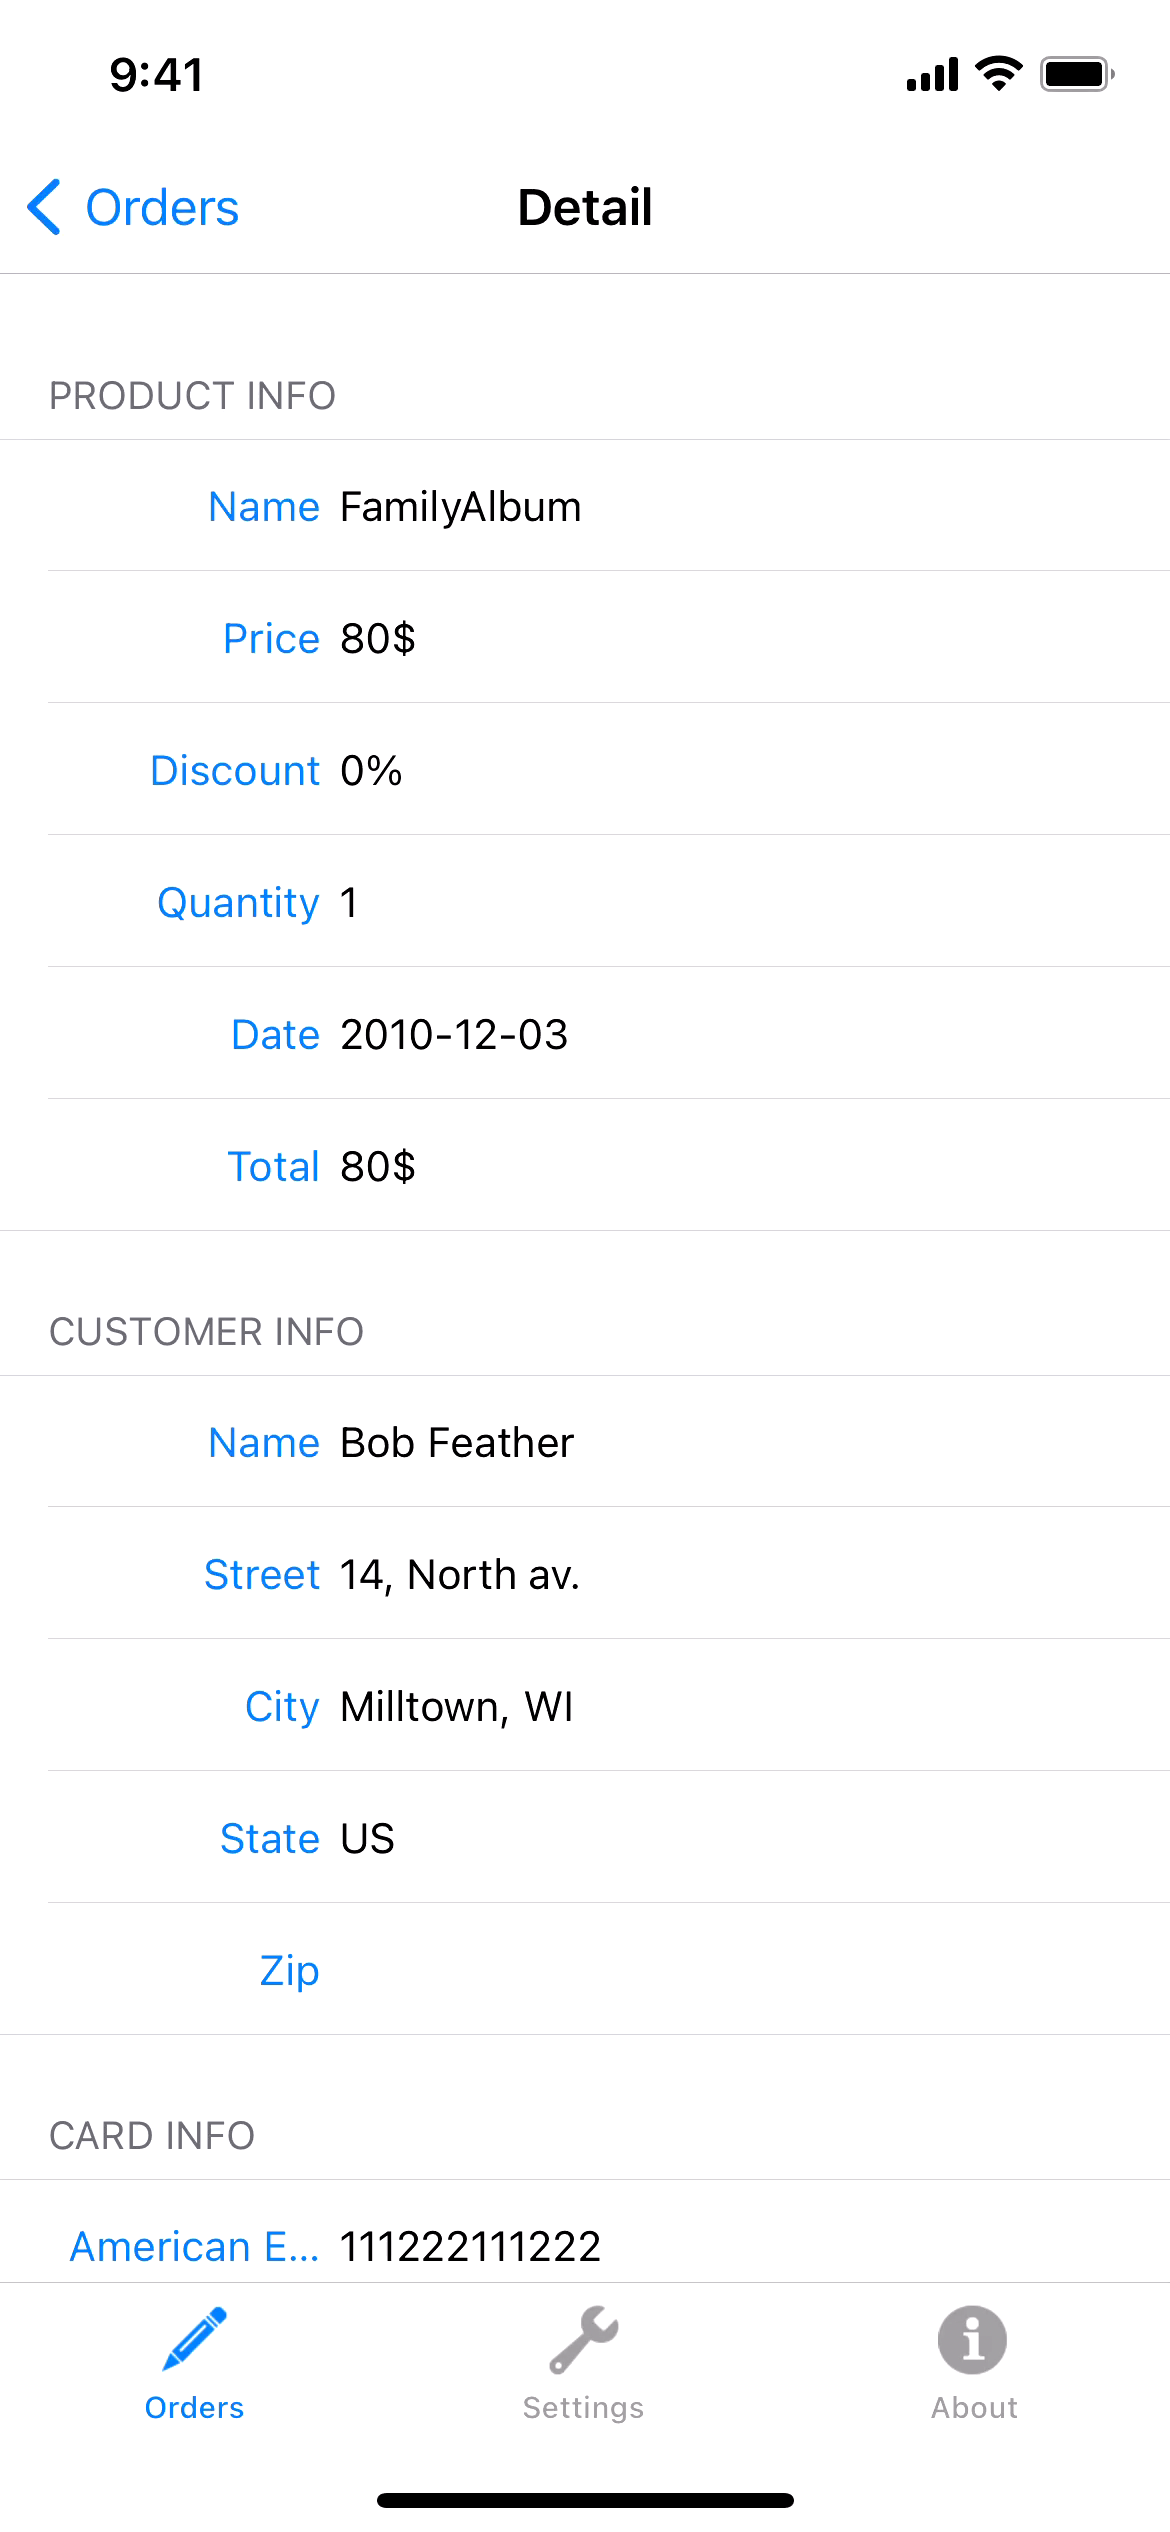 9:41
Orders
Detail
PRODUCT INFO
Name FamilyAlbum
Price 80$
Discount 0%
Quantity 1
Date 2010-12-03
Total 80$
CUSTOMER INFO
Name Bob Feather
Street 14, North av.
City Milltown, WI
State US
Zip
CARD INFO
American E... 111222111222
Orders
Settings
About